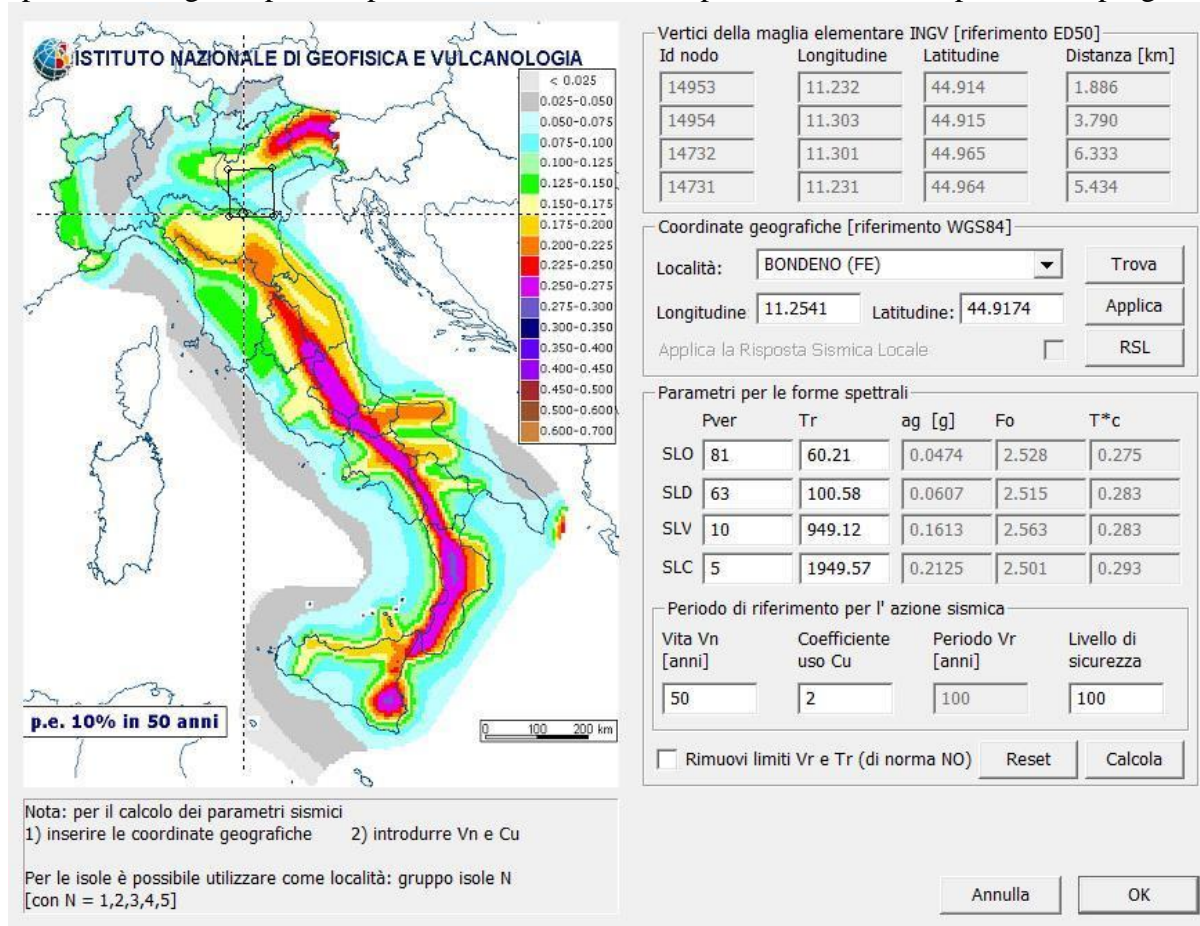 ISTITUTO NAZIONALE DI GEOFISICA E VULCANOLOGIA
< 0.025
0.025-0.050
0.050-0.075
0.075-0.100
0.100-0.125
0.125-0.150
0.150-0.175
0.175-0.200
0.200-0.225
0.225-0.250
0.250-0.275
0.275-0.300
0.300-0.350
0.350-0.400
0.400-0.450
0.450-0.500
0.500-0.600
0.600-0.700
p.e. 10% in 50 anni
0 100 200 km
Nota: per il calcolo dei parametri sismici
1) inserire le coordinate geografiche 2) introdurre Vn e Cu
Per le isole è possibile utilizzare come località: gruppo isole N
[con N = 1,2,3,4,5]
Vertici della maglia elementare INGV [riferimento ED50]
Id nodo Longitudine Latitudine Distanza [km]
14953 11.232 44.914 1.886
14954 11.303 44.915 3.790
14732 11.301 44.965 6.333
14731 11.231 44.964 5.434
Coordinate geografiche [riferimento WGS84]
Località: BONDENO (FE) Trova
Longitudine 11.2541 Latitudine: 44.9174 Applica
Applica la Risposta Sismica Locale RSL
Parametri per le forme spettrali
Pver Tr ag [g] Fo T*c
SLO 81 60.21 0.0474 2.528 0.275
SLD 63 100.58 0.0607 2.515 0.283
SLV 10 949.12 0.1613 2.563 0.283
SLC 5 1949.57 0.2125 2.501 0.293
Periodo di riferimento per l' azione sismica
Vita Vn Coefficiente Periodo Vr Livello di
[anni] uso Cu [anni] sicurezza
50 2 100 100
Rimuovi limiti Vr e Tr (di norma NO) Reset Calcola
Annulla OK